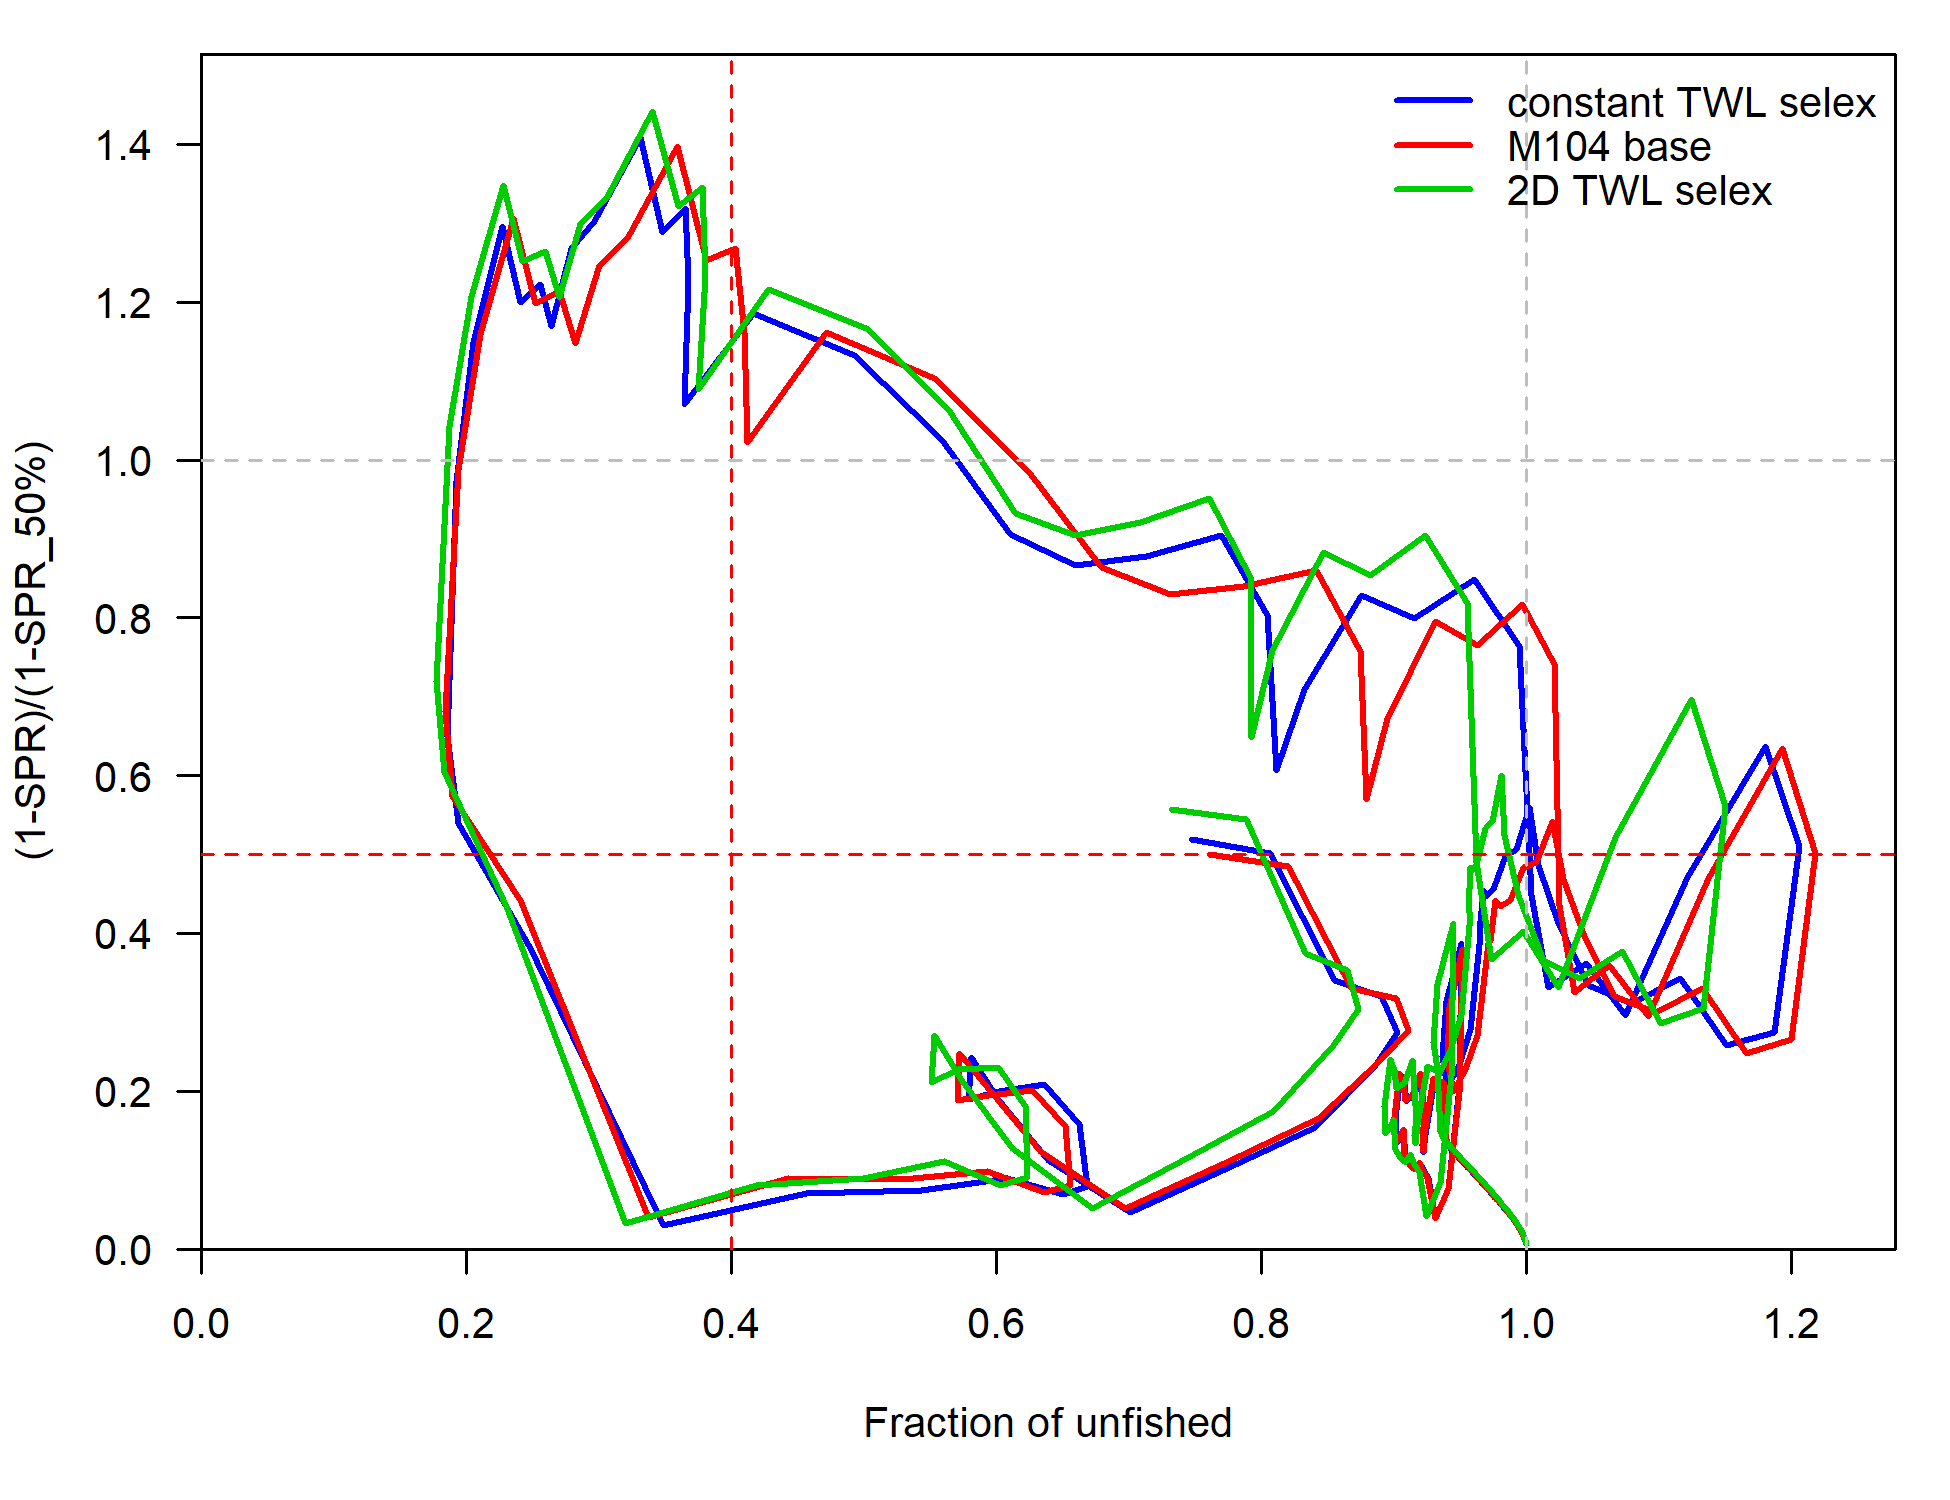 constant TWL selex
M104 base
2D TWL selex
1.4
1.2
1.0
0.8
0.6
0.4
0.2
0.0
(1-SPR)/(1-SPR_50%)
0.0 0.2 0.4 0.6 0.8 1.0 1.2
Fraction of unfished